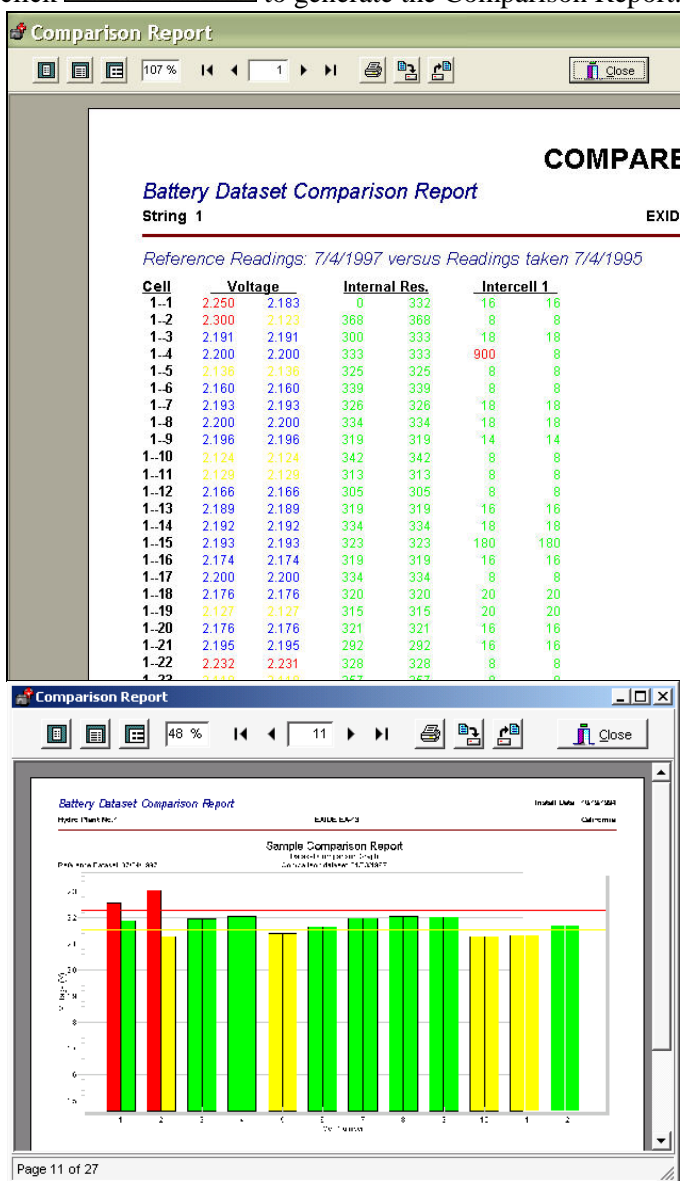 click to generate the Comparison Report.
Comparison Report
107 % 1 Close
COMPARE
Battery Dataset Comparison Report
String 1 EXID
Reference Readings: 7/4/1997 versus Readings taken 7/4/1995
Cell Voltage Internal Res. Intercell 1
1--1 2.250 2.183 0 332 16 16
1--2 2.300 2.123 368 368 8 8
1--3 2.191 2.191 300 333 18 18
1--4 2.200 2.200 333 333 900 8
1--5 2.136 2.136 325 325 8 8
1--6 2.160 2.160 339 339 8 8
1--7 2.193 2.193 326 326 18 18
1--8 2.200 2.200 334 334 18 18
1--9 2.196 2.196 319 319 14 14
1--10 2.124 2.124 342 342 8 8
1--11 2.129 2.129 313 313 8 8
1--12 2.166 2.166 305 305 8 8
1--13 2.189 2.189 319 319 16 16
1--14 2.192 2.192 334 334 18 18
1--15 2.193 2.193 323 323 180 180
1--16 2.174 2.174 319 319 16 16
1--17 2.200 2.200 334 334 8 8
1--18 2.176 2.176 320 320 20 20
1--19 2.127 2.127 315 315 20 20
1--20 2.176 2.176 321 321 16 16
1--21 2.195 2.195 292 292 16 16
1--22 2.232 2.231 328 328 8 8
Comparison Report
48 % 11 Close
Battery Dataset Comparison Report Install Date
Hydro Plant No. California
Sample Comparison Report
Page 11 of 27